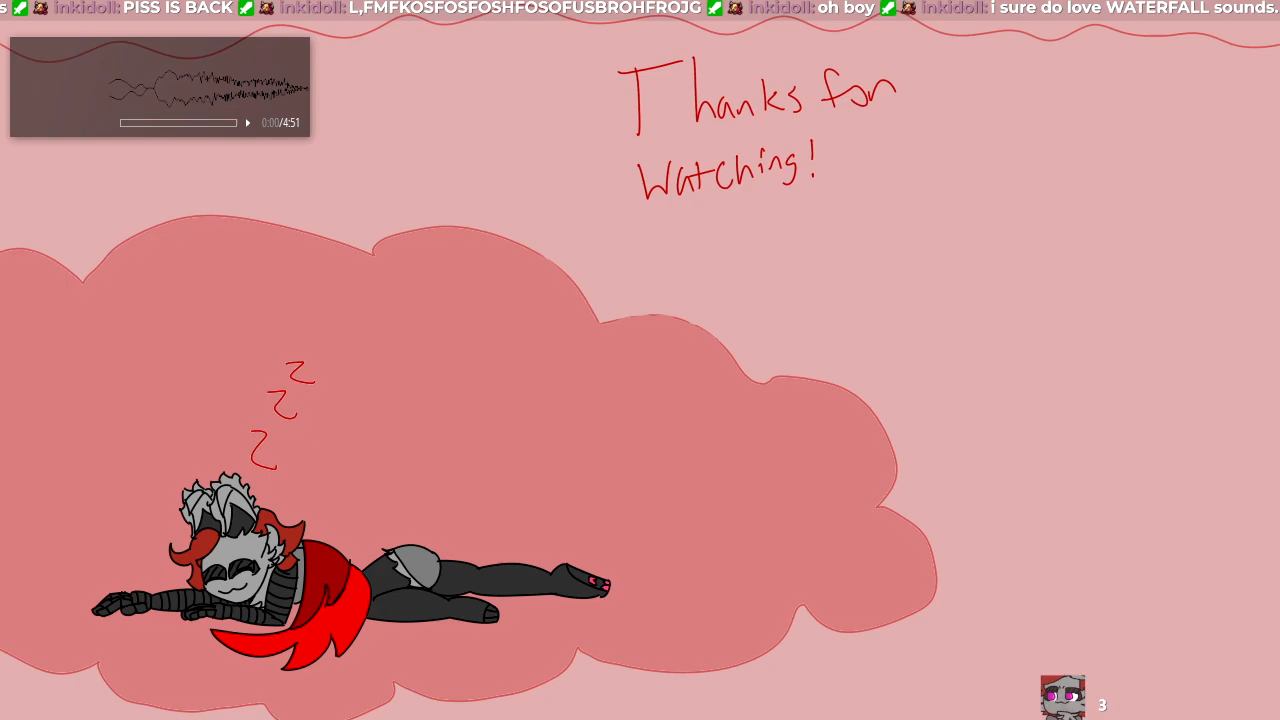 s inkidoll: PISS IS BACK inkidoll: L,FMFKOSFOSFOSHFOSOFUSBROHFROJG inkidoll: oh boy inkidoll: i sure do love WATERFALL sounds.
0:00/4:51
Thanks for
Watching!
z
z
z
3